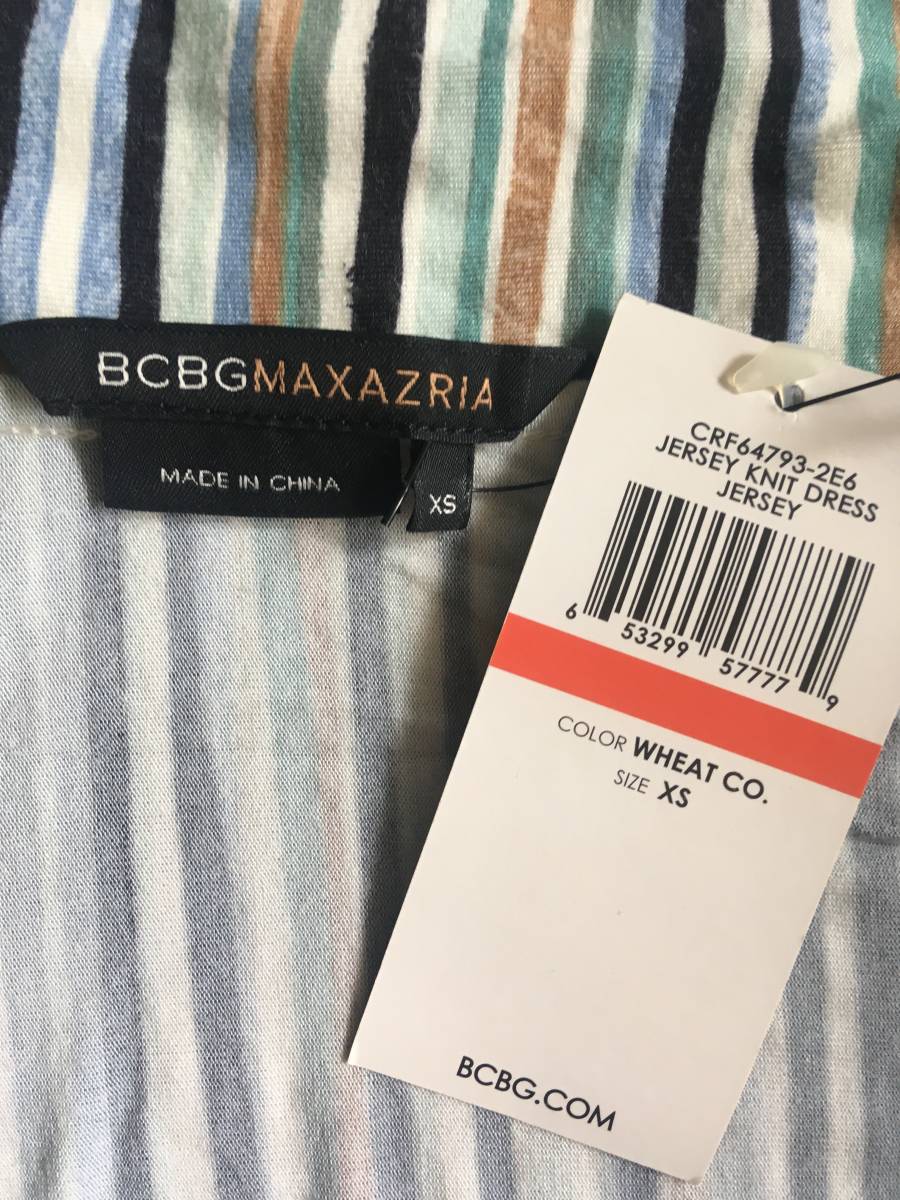 BCBGMAXAZRIA
MADE IN CHINA
XS
CRF64793-2E6
JERSEY KNIT DRESS
JERSEY
6 53299 57777 9
COLOR WHEAT CO.
SIZE XS
BCBG.COM